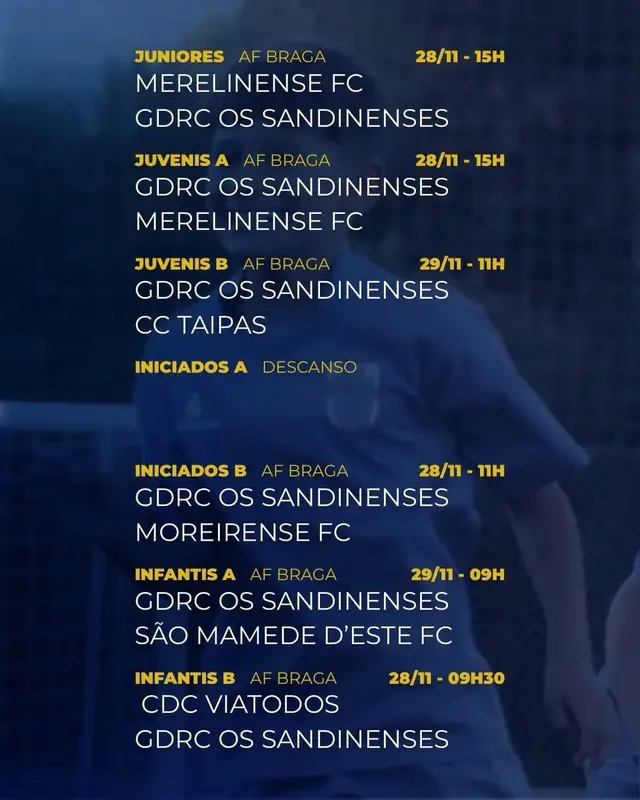 JUNIORES AF BRAGA 28/11 - 15H
MERELINENSE FC
GDRC OS SANDINENSES
JUVENIS A AF BRAGA 28/11 - 15H
GDRC OS SANDINENSES
MERELINENSE FC
JUVENIS B AF BRAGA 29/11 - 11H
GDRC OS SANDINENSES
CC TAIPAS
INICIADOS A DESCANSO
INICIADOS B AF BRAGA 28/11 - 11H
GDRC OS SANDINENSES
MOREIRENSE FC
INFANTIS A AF BRAGA 29/11 - 09H
GDRC OS SANDINENSES
SÃO MAMEDE D’ESTE FC
INFANTIS B AF BRAGA 28/11 - 09H30
CDC VIATODOS
GDRC OS SANDINENSES